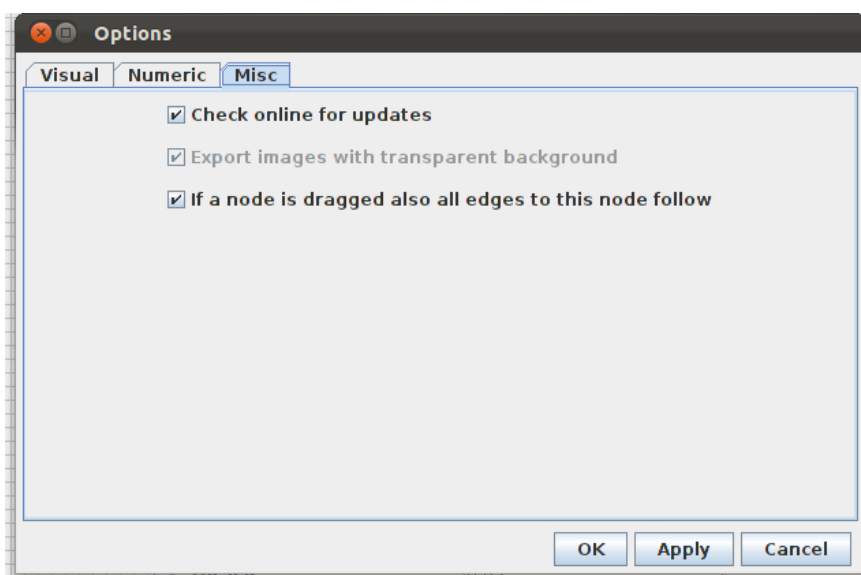 Options
Visual Numeric Misc
Check online for updates
Export images with transparent background
If a node is dragged also all edges to this node follow
OK Apply Cancel